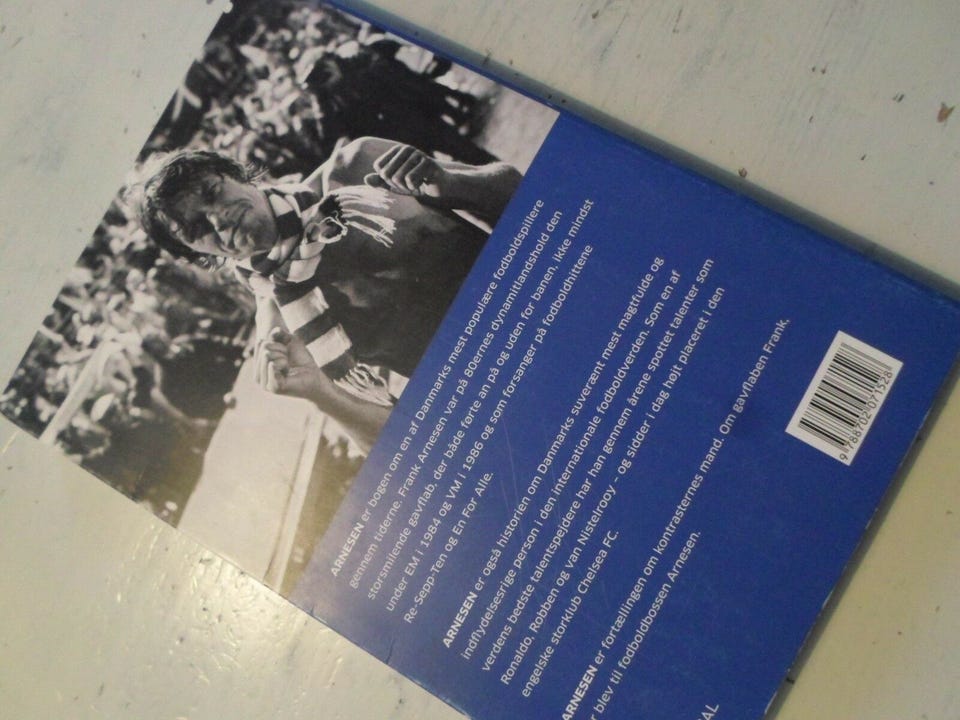 ARNESEN er bogen om en af Danmarks mest populære fodboldspillere
gennem tiderne. Frank Arnesen var på 80ernes dynamitlandshold den
storsmilende gavflab, der både førte an på og uden for banen, ikke mindst
under EM i 1984 og VM i 1986 og som forsanger på fodboldhittene
Re-Sepp-Ten og En For Alle.
ARNESEN er også historien om Danmarks suverænt mest magtfulde og
indflydelsesrige person i den internationale fodboldverden. Som en af
verdens bedste talentspejdere har han gennem årene spottet talenter som
Ronaldo, Robben og van Nistelrooy - og sidder i dag højt placeret i den
engelske storklub Chelsea FC.
ARNESEN er fortællingen om kontrasternes mand. Om gavflaben Frank,
r blev til fodboldbossen Arnesen.
9788702071528